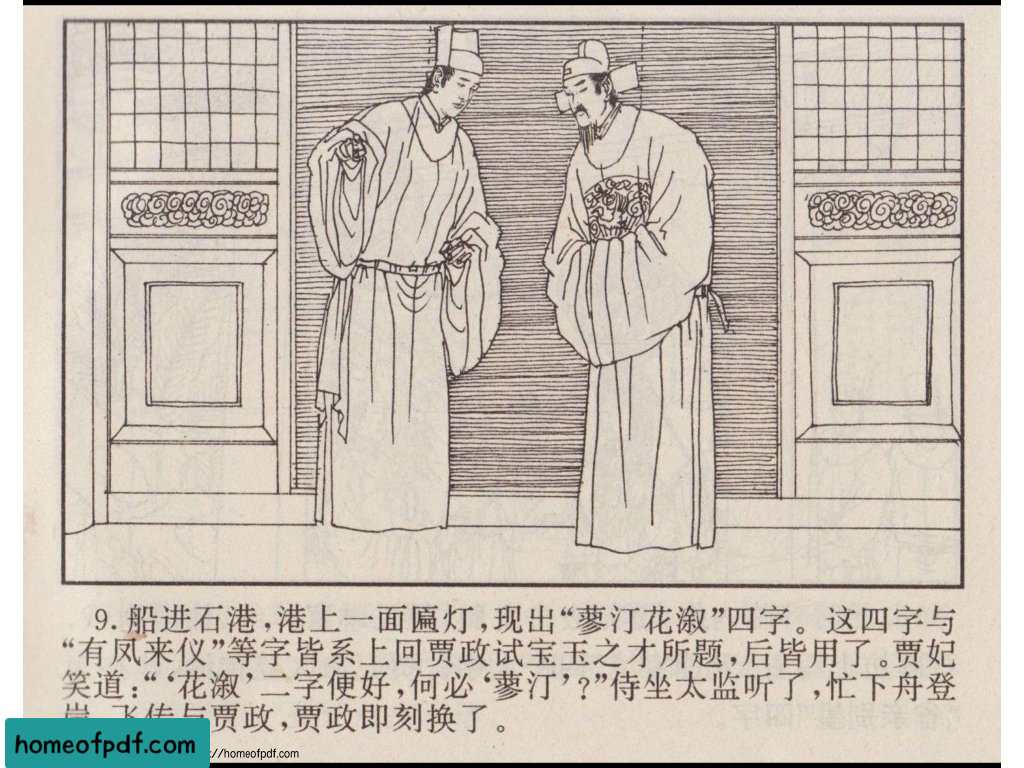 9. 船进石港，港上一面匾灯，现出“蓼汀花溆”四字。这四字与
“有凤来仪”等字皆系上回贾政试宝玉之才所题，后皆用了。贾妃
笑道：“‘花溆’二字便好，何必‘蓼汀’？”侍坐太监听了，忙下舟登
飞传与贾政，贾政即刻换了。
homeofpdf.com
://homeofpdf.com